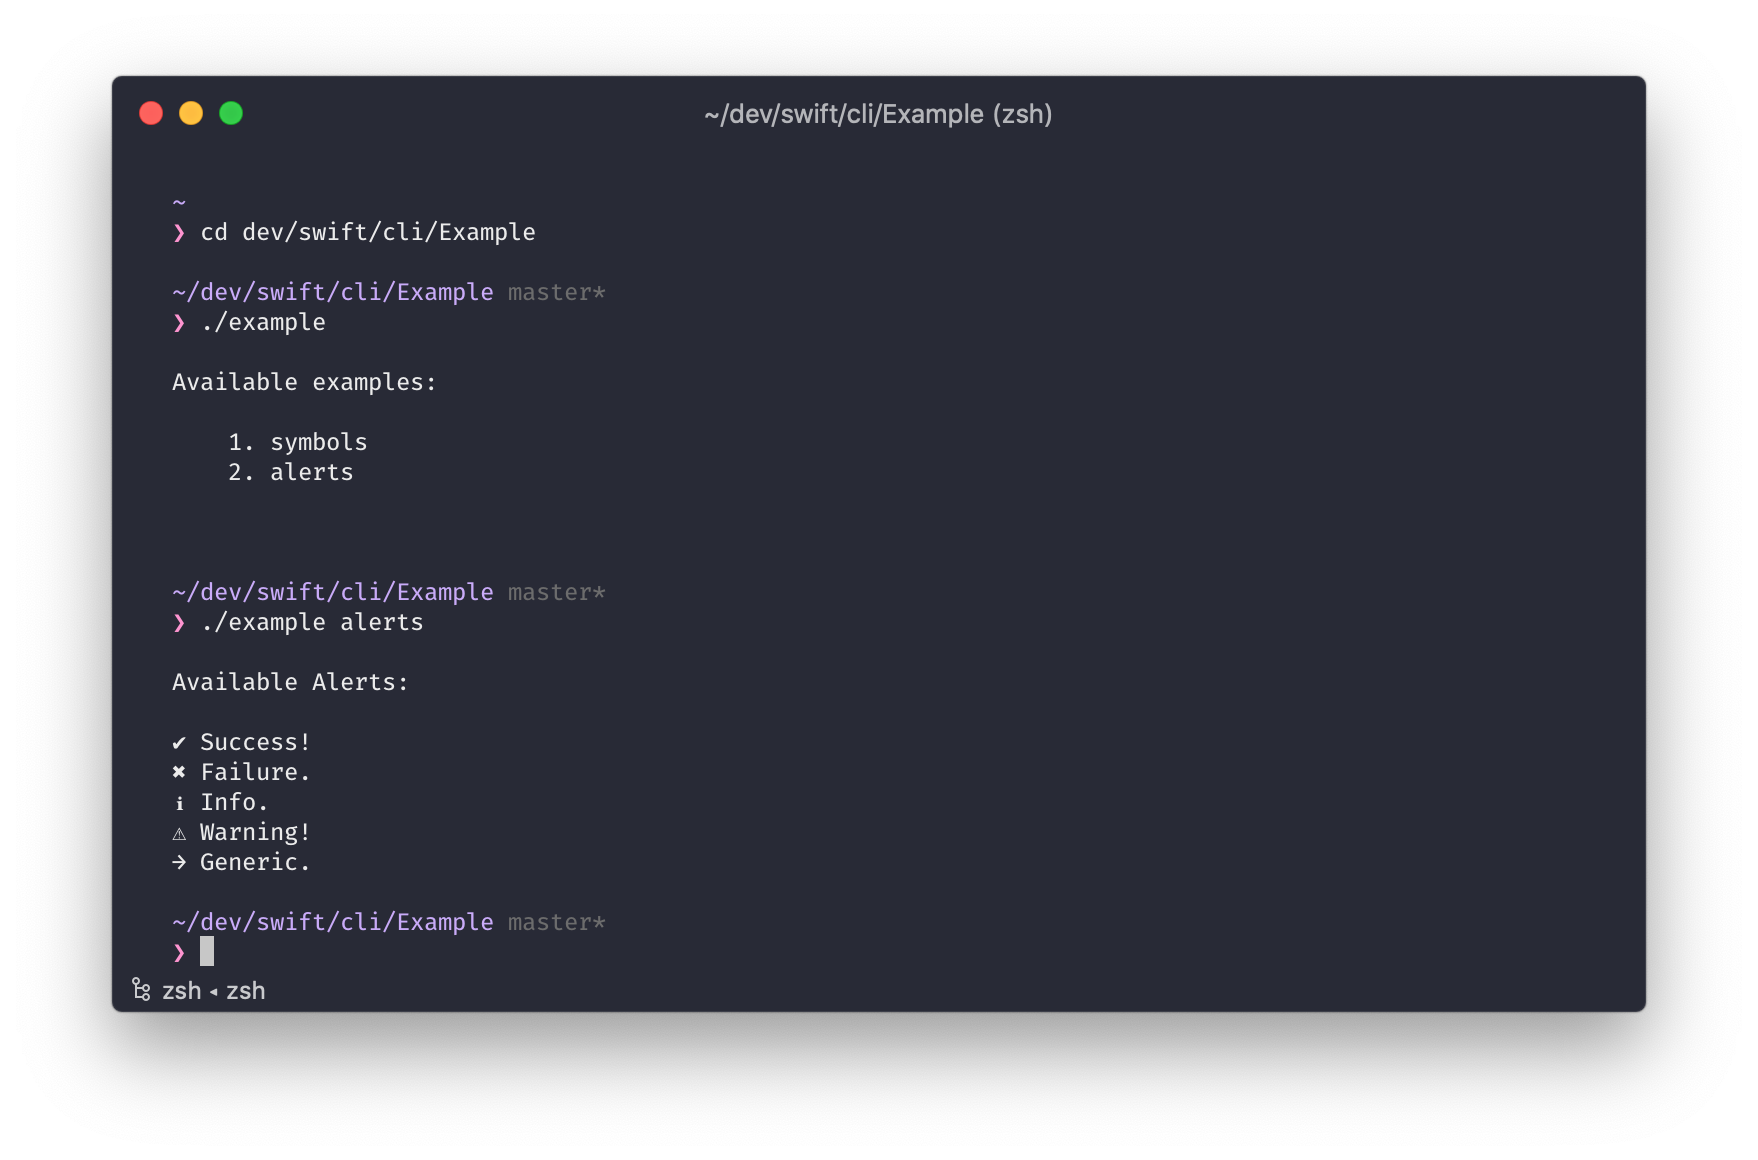 ~/dev/swift/cli/Example (zsh)
~
❯ cd dev/swift/cli/Example
~/dev/swift/cli/Example master*
❯ ./example
Available examples:
1. symbols
2. alerts
~/dev/swift/cli/Example master*
❯ ./example alerts
Available Alerts:
✔ Success!
✖ Failure.
ℹ Info.
⚠ Warning!
→ Generic.
~/dev/swift/cli/Example master*
❯
zsh ◂ zsh